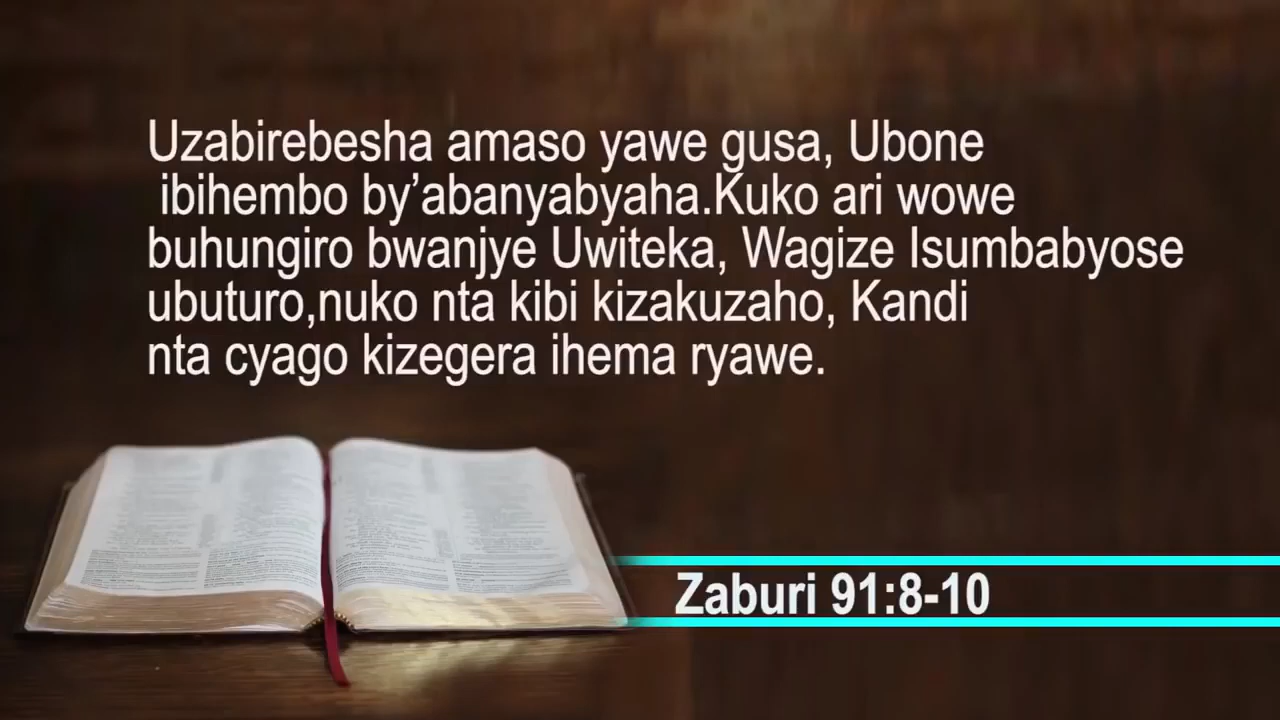 Uzabirebesha amaso yawe gusa, Ubone
ibihembo by’abanyabyaha.Kuko ari wowe
buhungiro bwanjye Uwiteka, Wagize Isumbabyose
ubuturo,nuko nta kibi kizakuzaho, Kandi
nta cyago kizegera ihema ryawe.
Zaburi 91:8-10